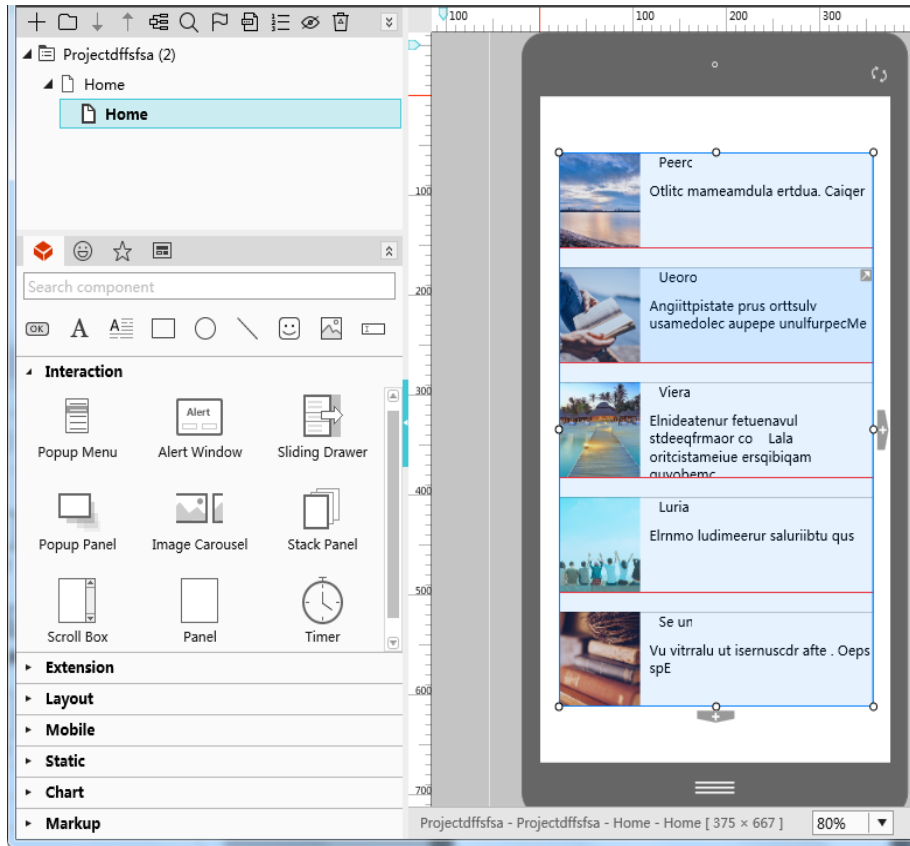 Projectdffsfsa (2)
Home
Home
Search component
OK
A
A
Interaction
Popup Menu
Alert
Alert Window
Sliding Drawer
Popup Panel
Image Carousel
Stack Panel
Scroll Box
Panel
Timer
Extension
Layout
Mobile
Static
Chart
Markup
100 100 200 300
100
200
300
400
500
600
700
Peerc
Otlitc mameamdula ertdua. Caiqer
Ueoro
Angiittpistate prus orttsulv
usamedolec aupepe unulfurpecMe
Viera
Elnideatenur fetuenavul
stdeeqfrmaor co Lala
oritcistameiue ersqibiqam
Luria
Elrnmo ludimeerur saluriibtu qus
Se un
Vu vitrralu ut isernuscdr afte . Oeps
spE
Projectdffsfsa - Projectdffsfsa - Home - Home [ 375 × 667 ]
80%